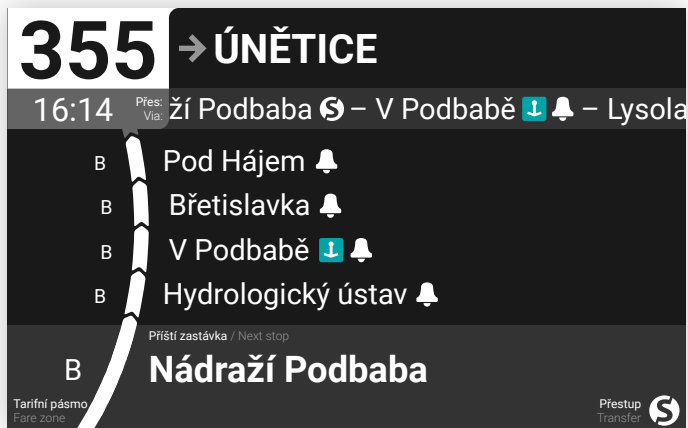 355 → ÚNĚTICE
16:14 Přes: Via: ží Podbaba S – V Podbabě – Lysola
B Pod Hájem
B Břetislavka
B V Podbabě
B Hydrologický ústav
Příští zastávka / Next stop
B Nádraží Podbaba
Tarifní pásmo
Fare zone
Přestup
Transfer S